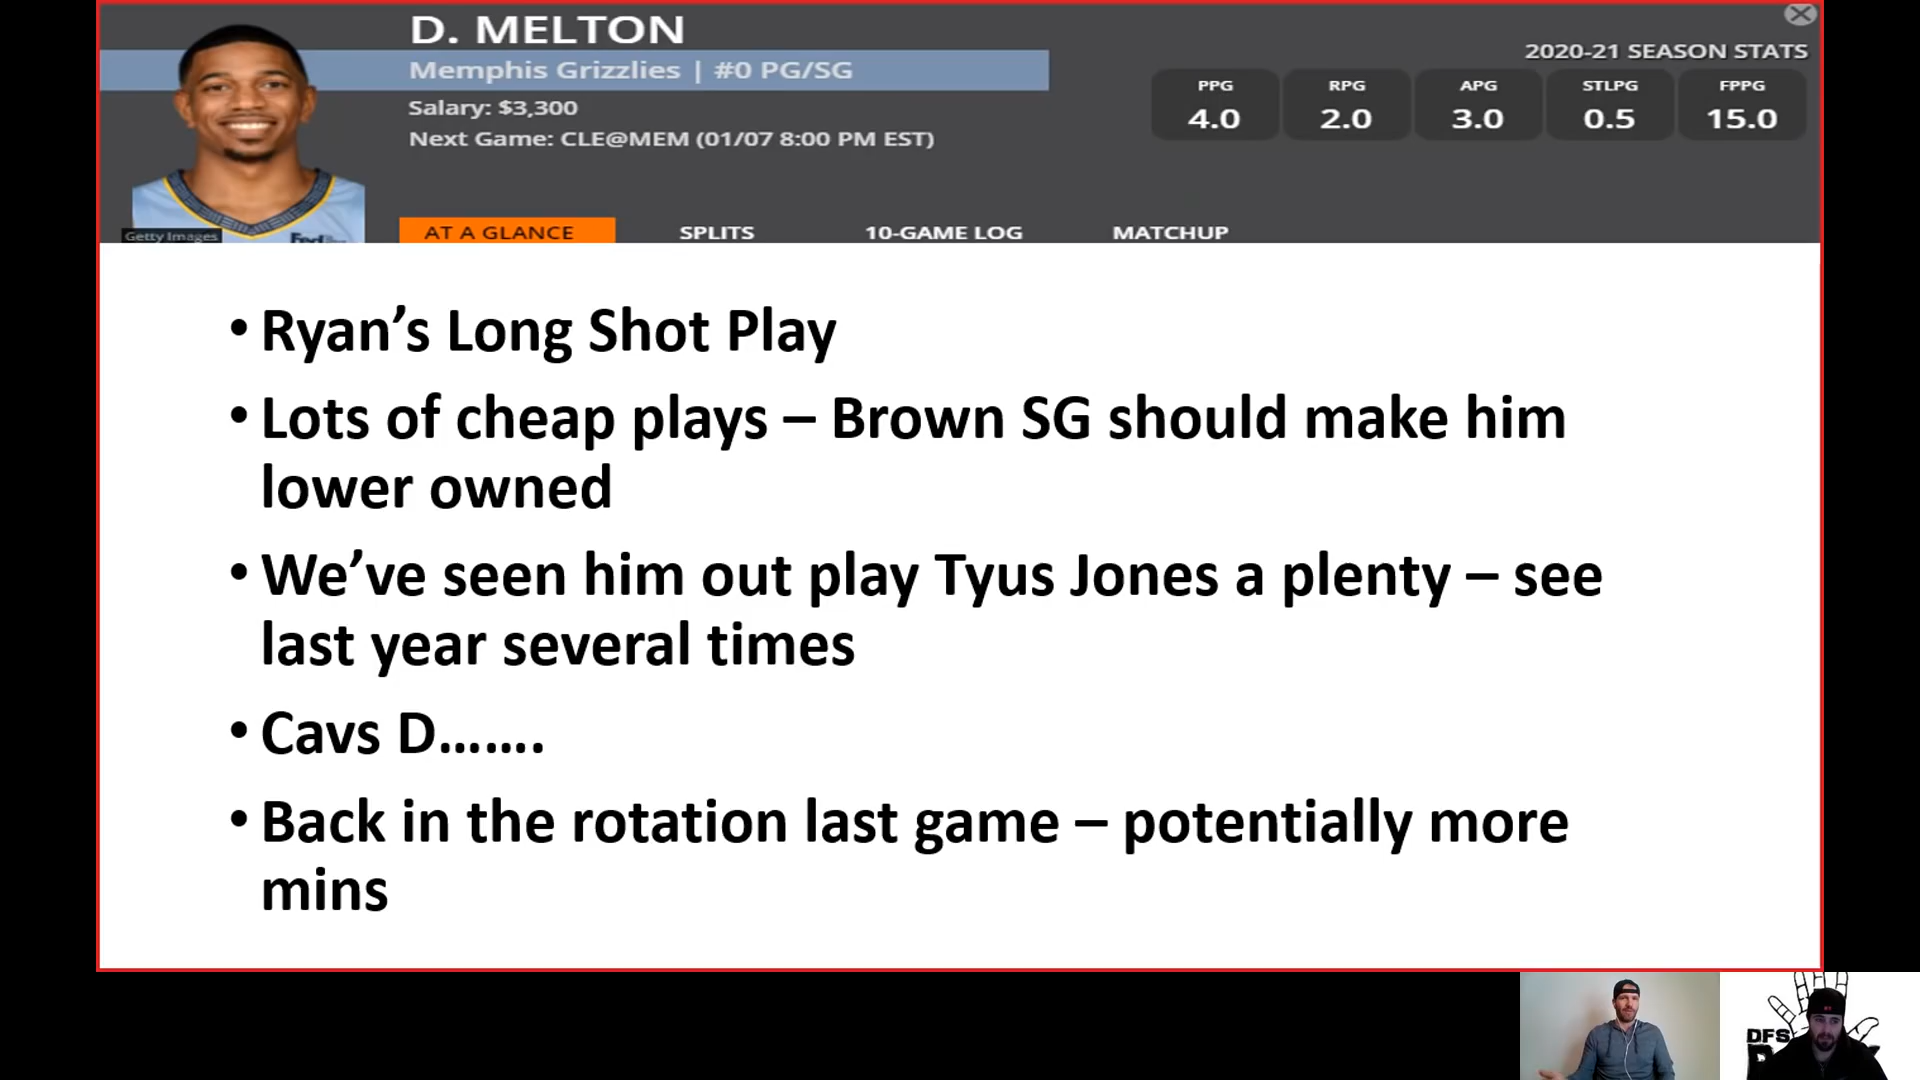 D. MELTON
Memphis Grizzlies | #0 PG/SG
Salary: $3,300
Next Game: CLE@MEM (01/07 8:00 PM EST)
2020-21 SEASON STATS
PPG RPG APG STLPG FPPG
4.0 2.0 3.0 0.5 15.0
Getty Images
AT A GLANCE SPLITS 10-GAME LOG MATCHUP
• Ryan’s Long Shot Play
• Lots of cheap plays – Brown SG should make him
lower owned
• We’ve seen him out play Tyus Jones a plenty – see
last year several times
• Cavs D…….
• Back in the rotation last game – potentially more
mins
DFS